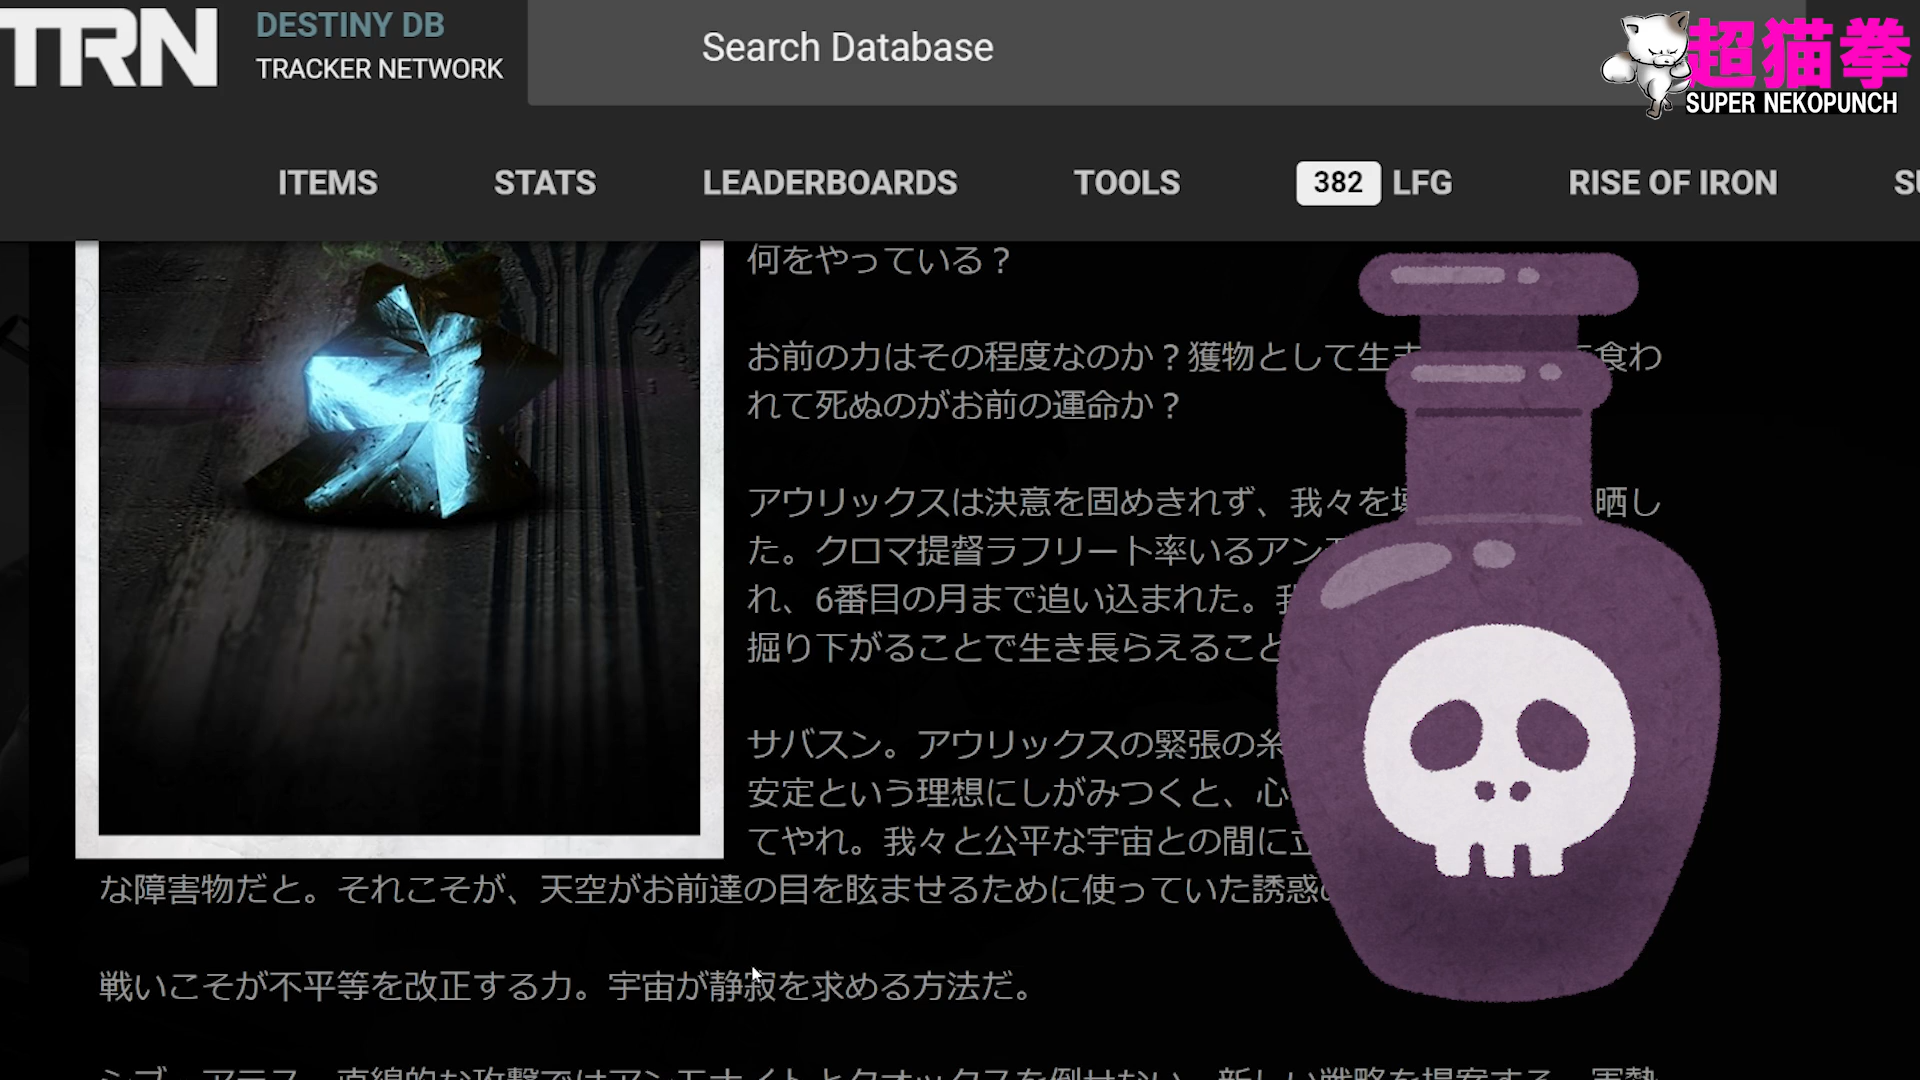 TRN
DESTINY DB
TRACKER NETWORK
Search Database
超猫拳
SUPER NEKOPUNCH
ITEMS
STATS
LEADERBOARDS
TOOLS
382 LFG
RISE OF IRON
何をやっている？
お前の力はその程度なのか？獲物として生 食わ
れて死ぬのがお前の運命か？
アウリックスは決意を固めきれず、我々を 晒し
た。クロマ提督ラフリート率いるアン
れ、6番目の月まで追い込まれた。
掘り下がることで生き長らえること
サバスン。アウリックスの緊張の糸
安定という理想にしがみつくと、心
てやれ。我々と公平な宇宙との間に立
な障害物だと。それこそが、天空がお前達の目を眩ませるために使っていた誘惑
戦いこそが不平等を改正する力。宇宙が静寂を求める方法だ。